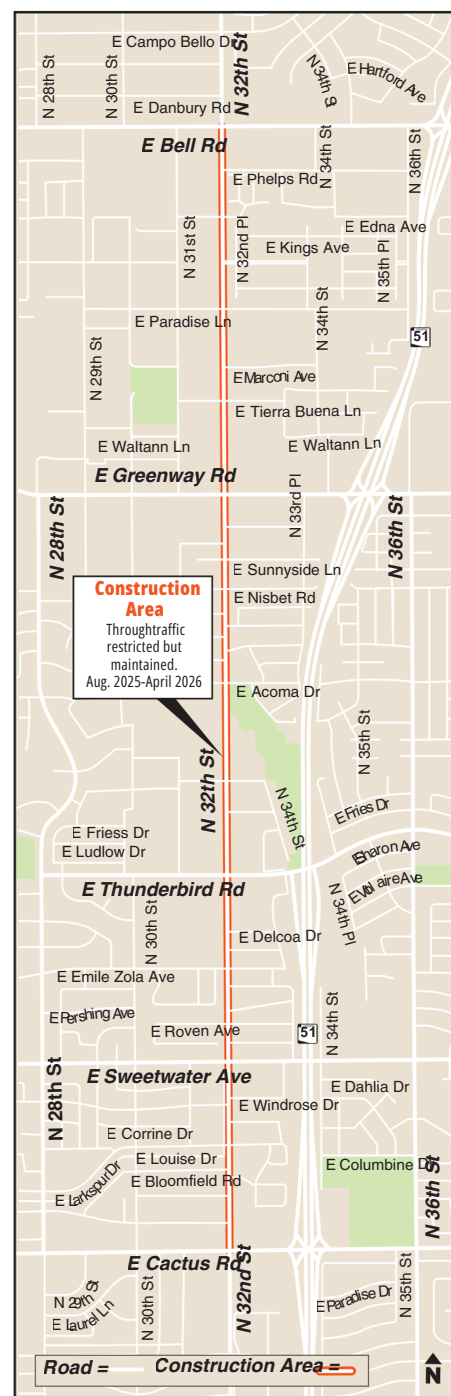 E Campo Bello D
N 28th St
N 30th St
N 32th St
N 34th S
E Hartford Ave
E Danbury Rd
E Bell Rd
N 34th St
N 36th St
E Phelps Rd
N 31st St
N 32nd Pl
E Edna Ave
E Kings Ave
N 35th Pl
E Paradise Ln
N 34th St
51
N 29th St
E Marconi Ave
E Tierra Buena Ln
E Waltann Ln
E Waltann Ln
E Greenway Rd
N 33rd Pl
N 28th St
N 36th St
E Sunnyside Ln
E Nisbet Rd
Construction
Area
Throughtraffic
restricted but
maintained.
Aug. 2025-April 2026
E Acoma Dr
N 35th St
N 32th St
N 34th St
E Fries Dr
E Friess Dr
E Ludlow Dr
E Sharon Ave
E Thunderbird Rd
N 34th Pl
N 30th St
E Delcoa Dr
E Emile Zola Ave
E Pershing Ave
E Roven Ave
51
N 34th St
E Sweetwater Ave
N 28th St
E Dahlia Dr
E Windrose Dr
E Corrine Dr
E Louise Dr
E Columbine D
E Larkspur Dr
E Bloomfield Rd
N 36th St
E Cactus Rd
N 32nd St
N 29th St
E Laurel Ln
N 30th St
E Paradise Dr
N 35th St
Road =
Construction Area =
N